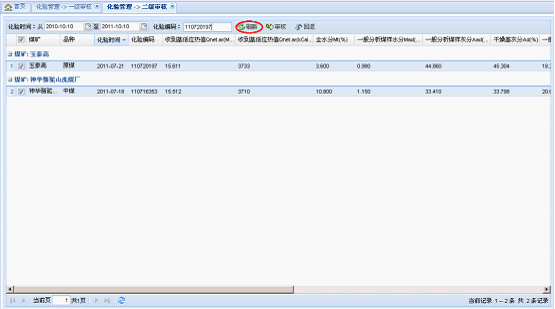 首页 化验管理 -> 一级审核 化验管理 -> 二级审核
化验时间：从 2010-10-10 至 2011-10-10 化验编码： 110720197 刷新 审核 回退
煤矿 品种 化验时间 化验编码 收到基低位热值Qnet,ar(M... 收到基低位热值Qnet,ar(kCal... 全水分Mt(%) 一般分析煤样水分Mad(... 一般分析煤样灰分Aad(... 干燥基灰分Ad(%) 一般
煤矿: 玉泰高
1 玉泰高 原煤 2011-07-21 110720197 15.611 3733 3.600 0.980 44.860 45.304 19.2
煤矿: 神华骆驼山洗煤厂
2 神华骆驼... 中煤 2011-07-18 110716353 15.512 3710 10.800 1.150 33.410 33.798 20.6
当前页 1 共1页 当前记录 1 -- 2 条 共 2 条记录